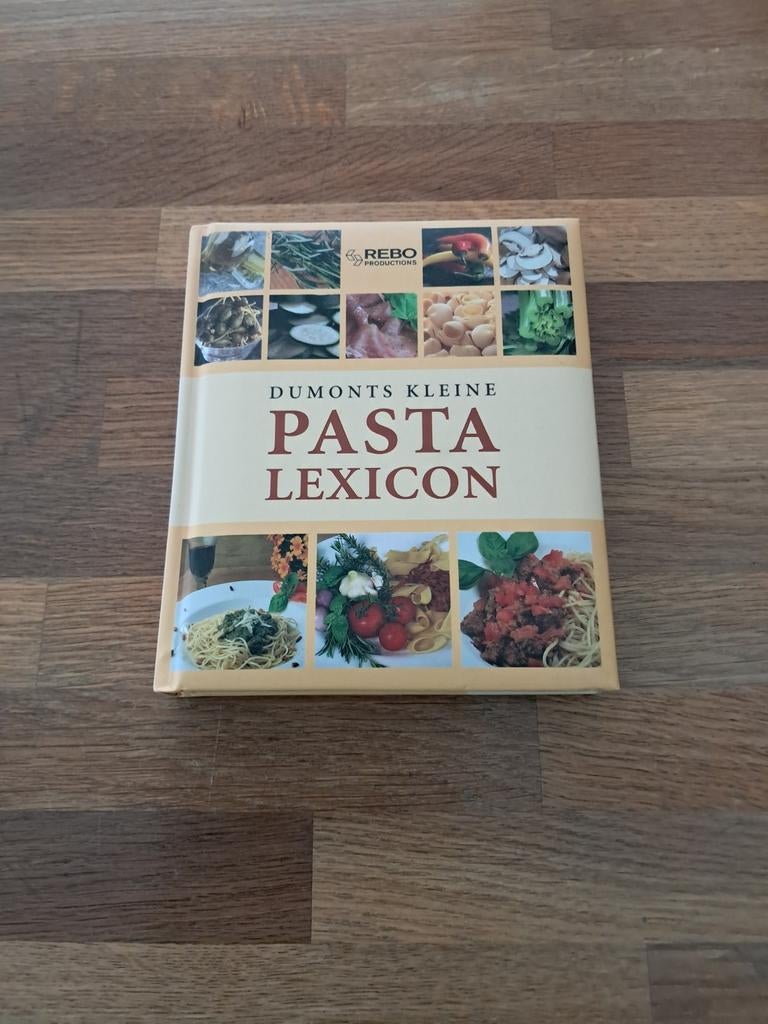 REBO
PRODUCTIONS
DUMONTS KLEINE
PASTA
LEXICON